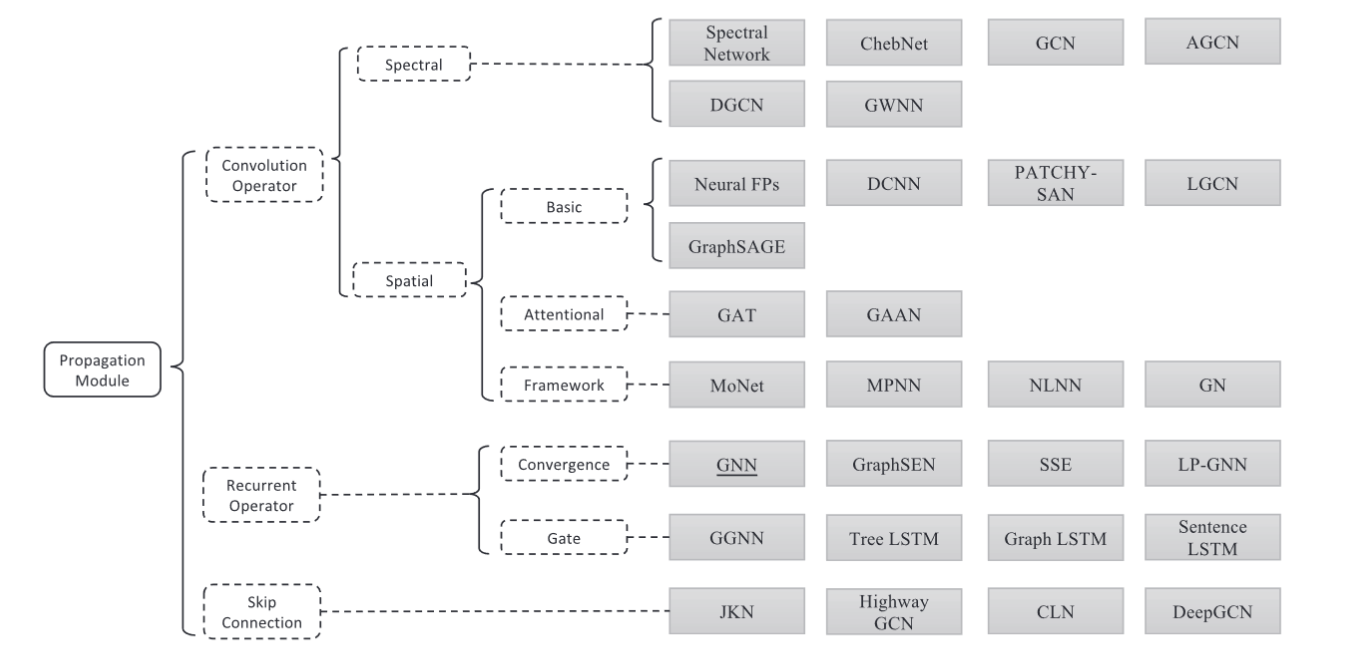 Spectral
Network
ChebNet
GCN
AGCN
Spectral
DGCN
GWNN
Convolution
Operator
Neural FPs
DCNN
PATCHY-
SAN
LGCN
Basic
GraphSAGE
Spatial
Attentional
GAT
GAAN
Propagation
Module
Framework
MoNet
MPNN
NLNN
GN
Convergence
GNN
GraphSEN
SSE
LP-GNN
Recurrent
Operator
Gate
GGNN
Tree LSTM
Graph LSTM
Sentence
LSTM
Skip
Connection
JKN
Highway
GCN
CLN
DeepGCN